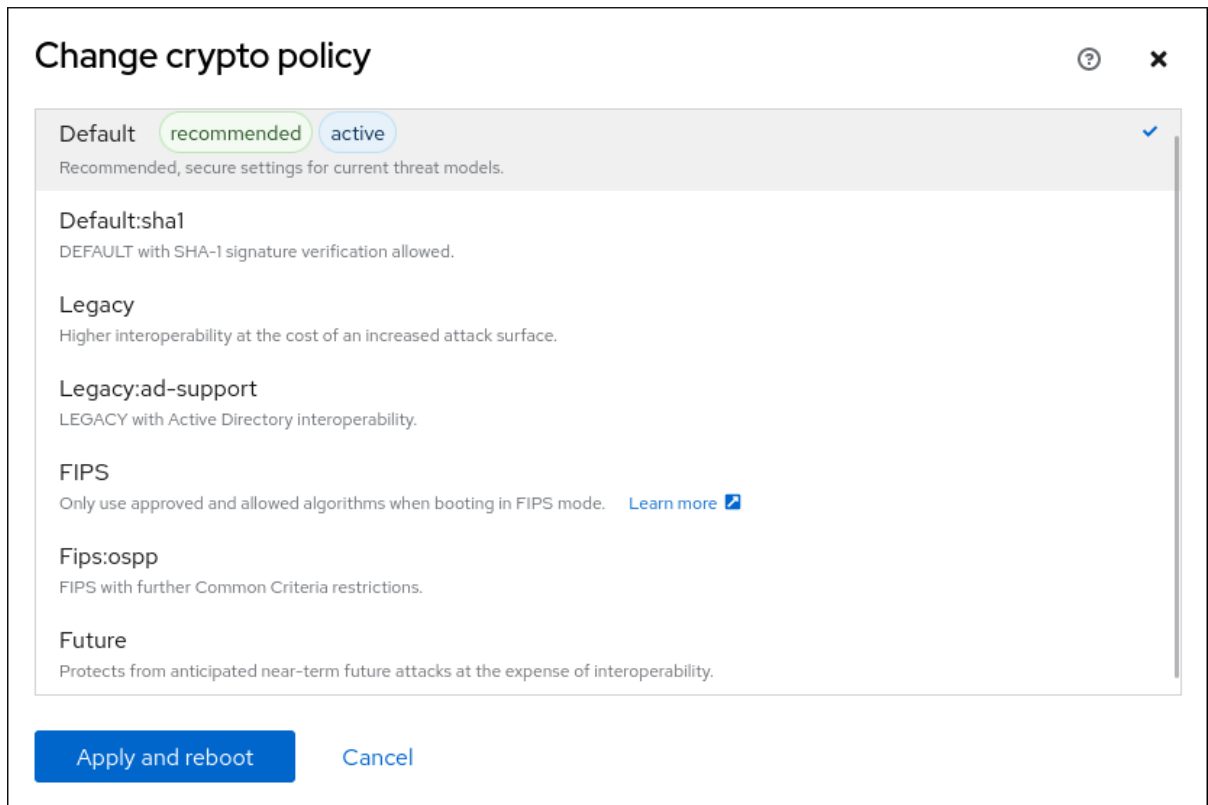 Change crypto policy
Default recommended active
Recommended, secure settings for current threat models.
Default:sha1
DEFAULT with SHA-1 signature verification allowed.
Legacy
Higher interoperability at the cost of an increased attack surface.
Legacy:ad-support
LEGACY with Active Directory interoperability.
FIPS
Only use approved and allowed algorithms when booting in FIPS mode. Learn more
Fips:ospp
FIPS with further Common Criteria restrictions.
Future
Protects from anticipated near-term future attacks at the expense of interoperability.
Apply and reboot Cancel